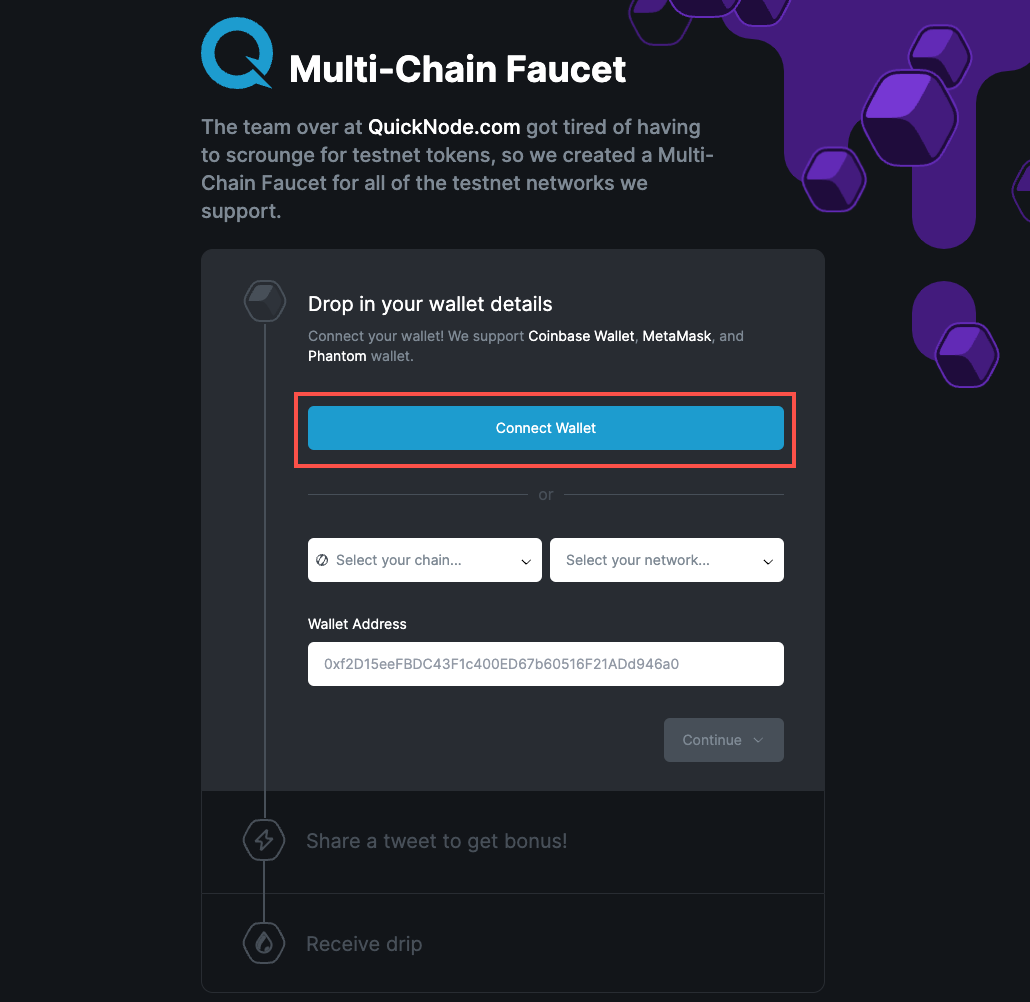 Multi-Chain Faucet
The team over at QuickNode.com got tired of having
to scrounge for testnet tokens, so we created a Multi-
Chain Faucet for all of the testnet networks we
support.
Drop in your wallet details
Connect your wallet! We support Coinbase Wallet, MetaMask, and
Phantom wallet.
Connect Wallet
or
Select your chain...
Select your network...
Wallet Address
0xf2D15eeFBDC43F1c400ED67b60516F21ADd946a0
Continue
Share a tweet to get bonus!
Receive drip